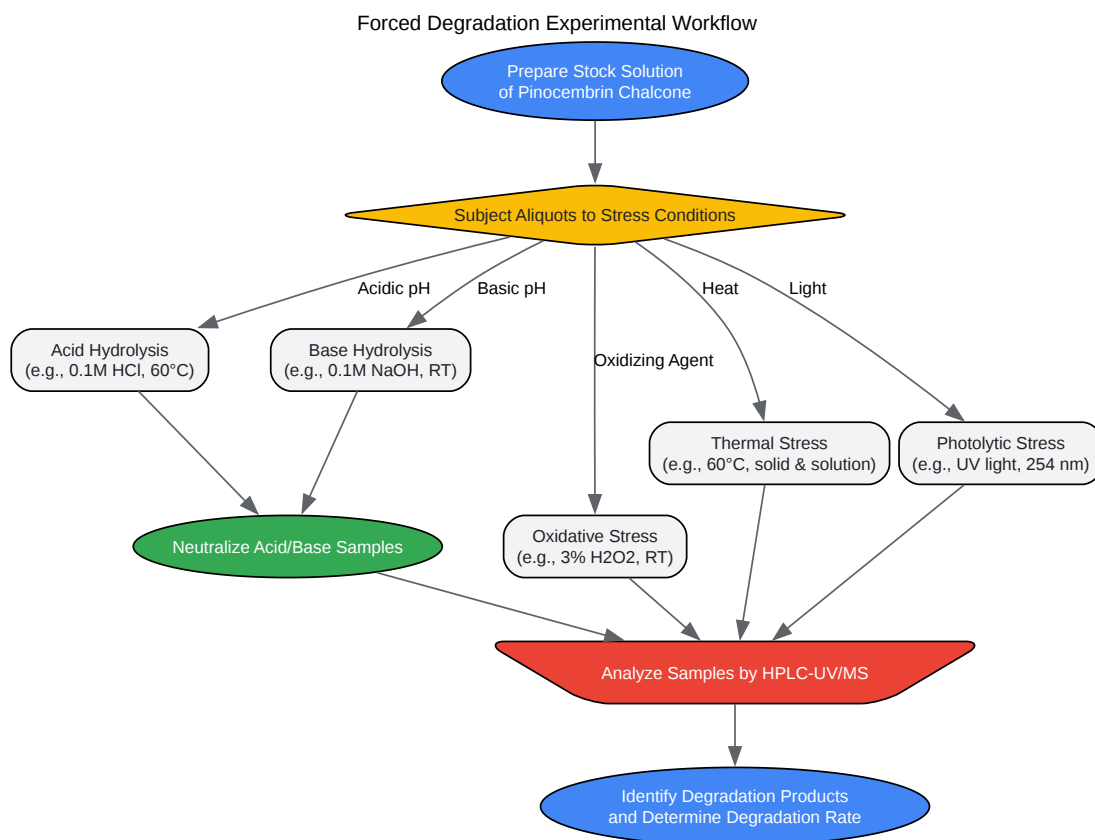 Forced Degradation Experimental Workflow
Prepare Stock Solution
of Pinocembrin Chalcone
Subject Aliquots to Stress Conditions
Acidic pH
Basic pH
Heat
Light
Oxidizing Agent
Acid Hydrolysis
(e.g., 0.1M HCl, 60°C)
Base Hydrolysis
(e.g., 0.1M NaOH, RT)
Thermal Stress
(e.g., 60°C, solid & solution)
Photolytic Stress
(e.g., UV light, 254 nm)
Neutralize Acid/Base Samples
Oxidative Stress
(e.g., 3% H2O2, RT)
Analyze Samples by HPLC-UV/MS
Identify Degradation Products
and Determine Degradation Rate